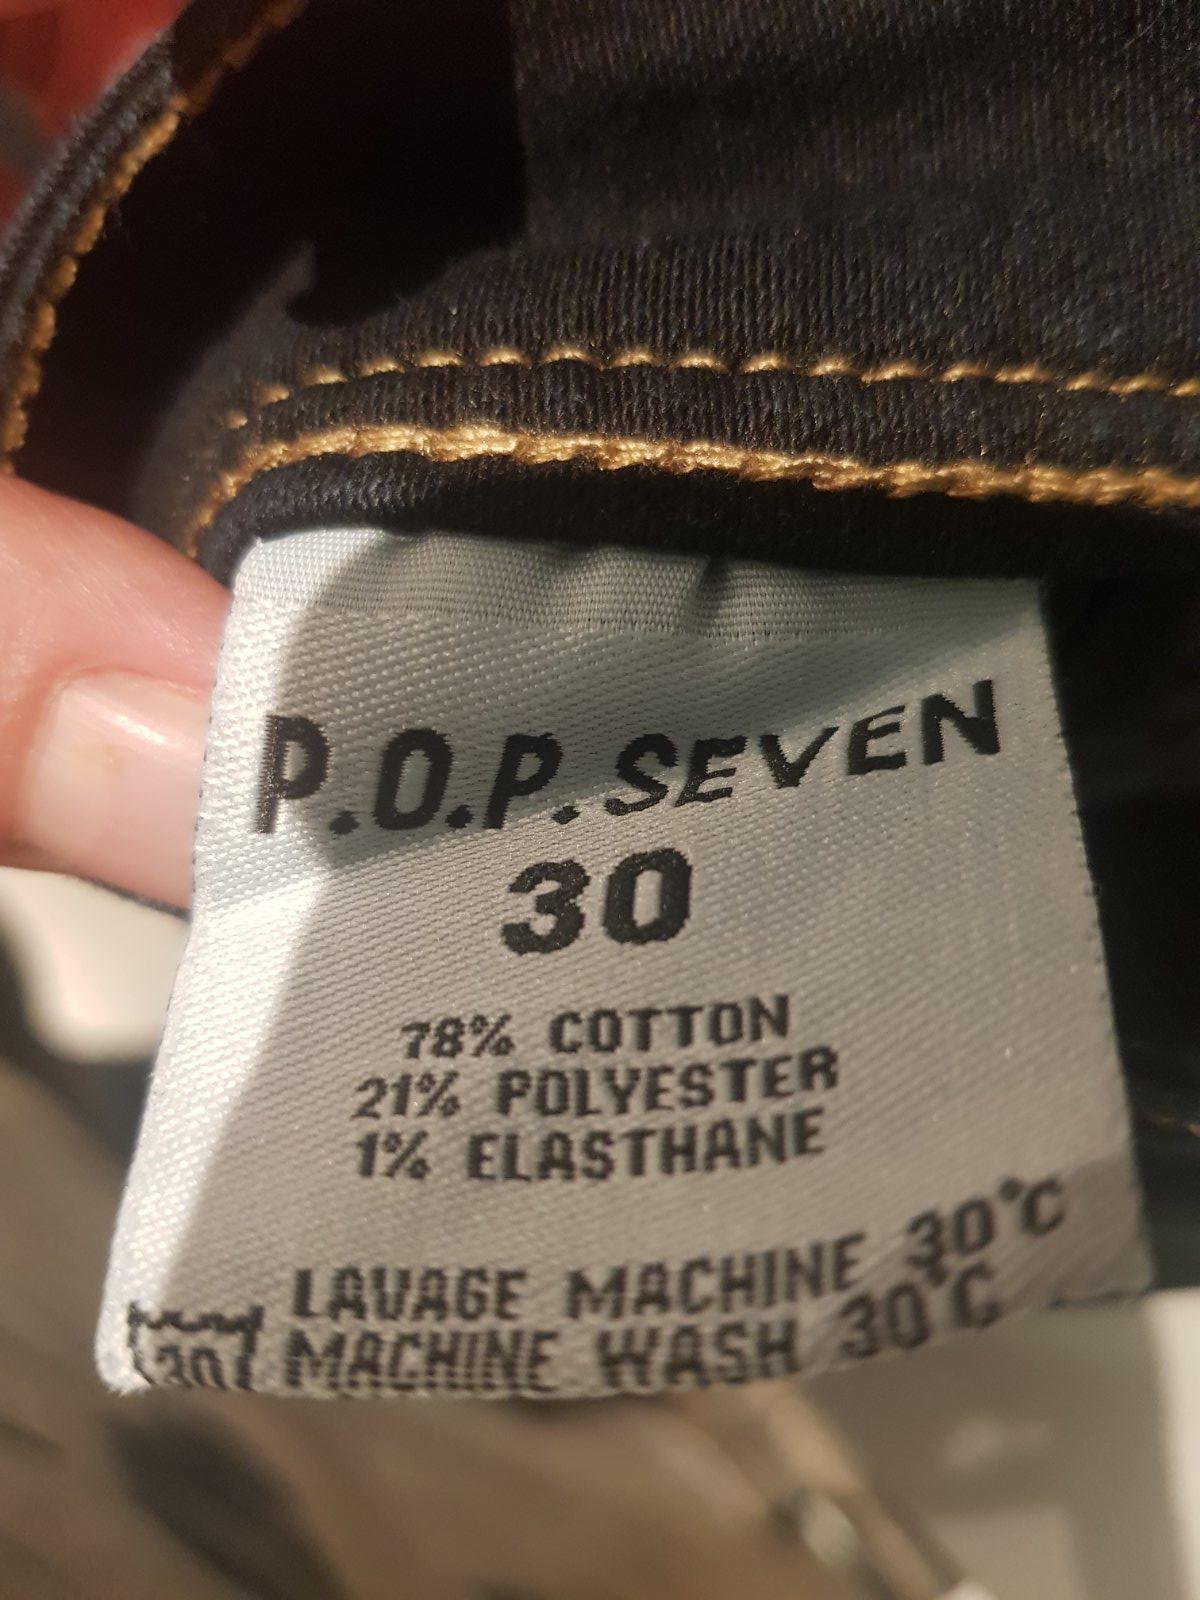 P.O.P. SEVEN
30
78% COTTON
21% POLYESTER
1% ELASTHANE
LAVAGE MACHINE 30°C
30 MACHINE WASH 30°C